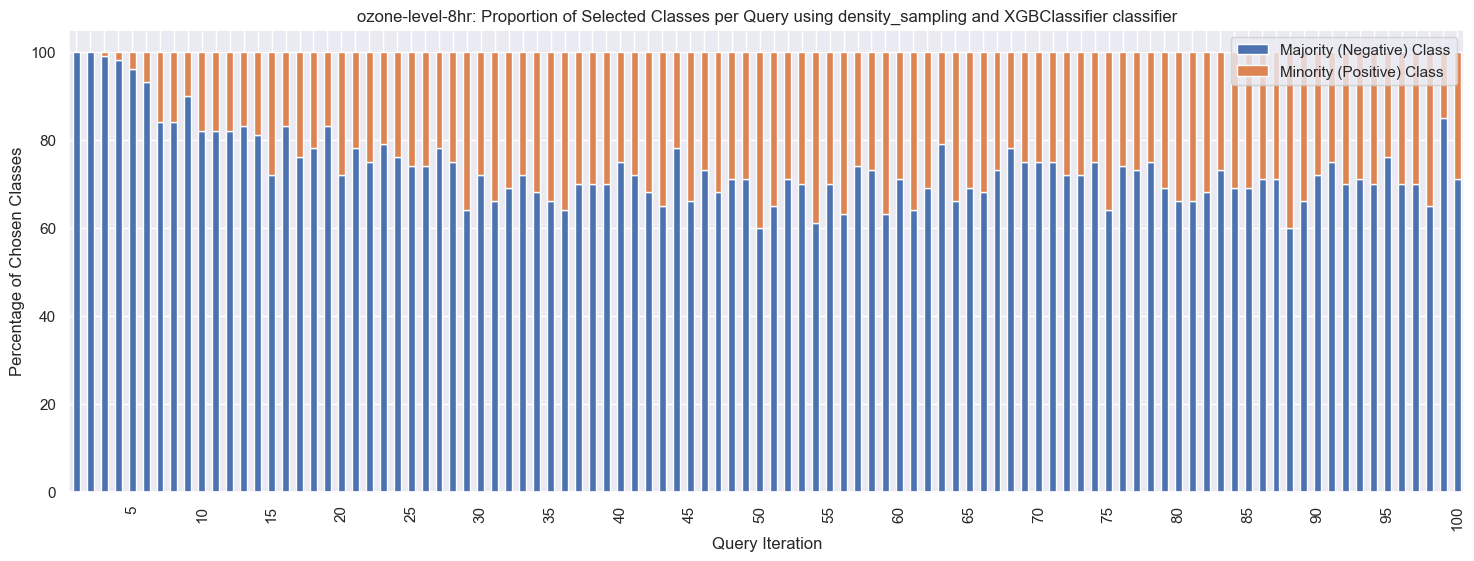 ozone-level-8hr: Proportion of Selected Classes per Query using density_sampling and XGBClassifier classifier
Majority (Negative) Class
Minority (Positive) Class
Percentage of Chosen Classes
100
80
60
40
20
0
5 10 15 20 25 30 35 40 45 50 55 60 65 70 75 80 85 90 95 100
Query Iteration